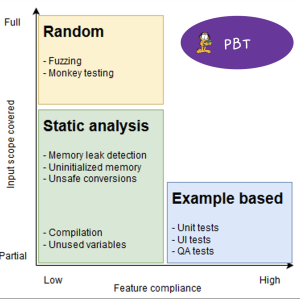 Full
Random
- Fuzzing
- Monkey testing
PBT
Input scope covered
Static analysis
- Memory leak detection
- Uninitialized memory
- Unsafe conversions
- Compilation
- Unused variables
Example based
- Unit tests
- UI tests
- QA tests
Partial
Low
High
Feature compliance